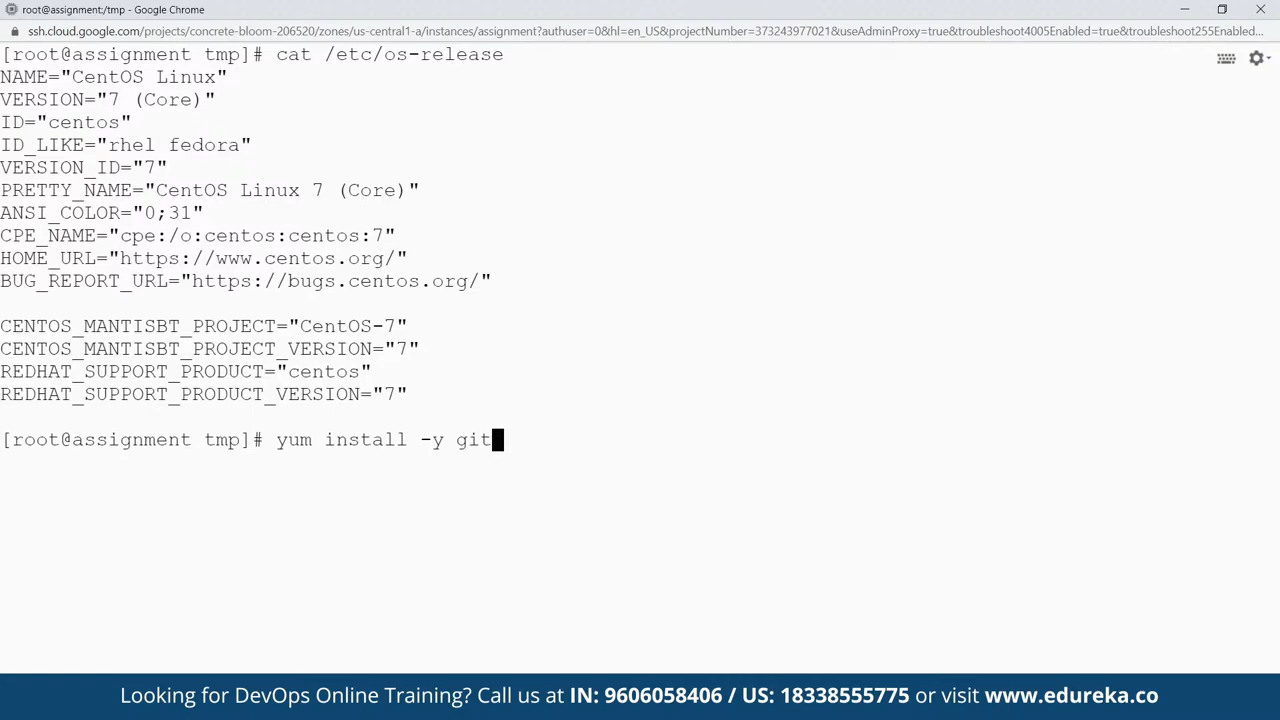 root@assignment:/tmp - Google Chrome
ssh.cloud.google.com/projects/concrete-bloom-206520/zones/us-central1-a/instances/assignment?authuser=0&hl=en_US&projectNumber=373243977021&useAdminProxy=true&troubleshoot4005Enabled=true&troubleshoot255Enabled...
[root@assignment tmp]# cat /etc/os-release
NAME="CentOS Linux"
VERSION="7 (Core)"
ID="centos"
ID_LIKE="rhel fedora"
VERSION_ID="7"
PRETTY_NAME="CentOS Linux 7 (Core)"
ANSI_COLOR="0;31"
CPE_NAME="cpe:/o:centos:centos:7"
HOME_URL="https://www.centos.org/"
BUG_REPORT_URL="https://bugs.centos.org/"
CENTOS_MANTISBT_PROJECT="CentOS-7"
CENTOS_MANTISBT_PROJECT_VERSION="7"
REDHAT_SUPPORT_PRODUCT="centos"
REDHAT_SUPPORT_PRODUCT_VERSION="7"
[root@assignment tmp]# yum install -y git
Looking for DevOps Online Training? Call us at IN: 9606058406 / US: 18338555775 or visit www.edureka.co